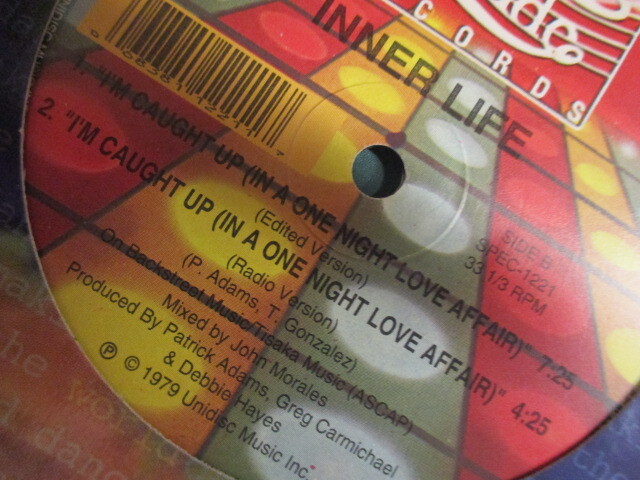 CORDS
INNER LIFE
SIDE B
SPEC-1221
33 1/3 RPM
1. "I'M CAUGHT UP (IN A ONE NIGHT LOVE AFFAIR)" 7:25
(Edited Version)
2. "I'M CAUGHT UP (IN A ONE NIGHT LOVE AFFAIR)" 4:25
(Radio Version)
(P. Adams, T. Gonzalez)
On Backstreet Music/Tisaka Music (ASCAP)
Mixed by John Morales
Produced By Patrick Adams, Greg Carmichael
& Debbie Hayes
℗ © 1979 Unidisc Music Inc.